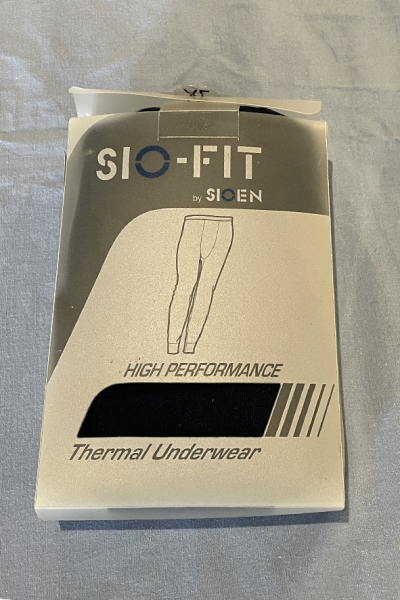 SIO-FIT
by SIOEN
HIGH PERFORMANCE
Thermal Underwear